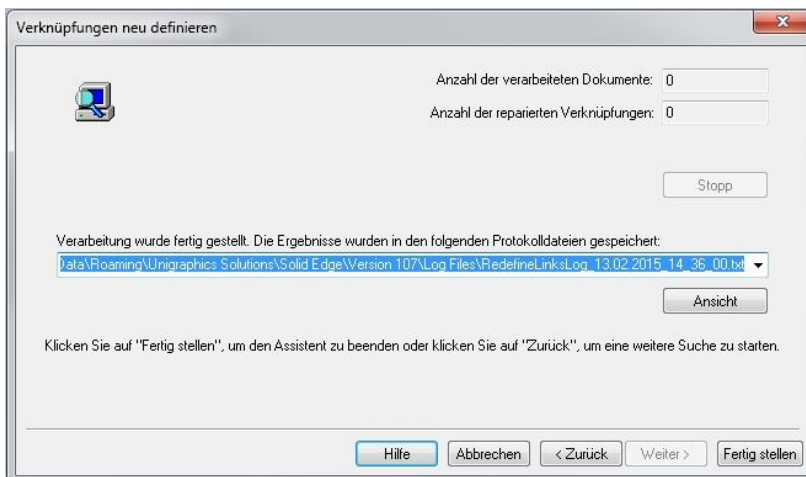 Verknüpfungen neu definieren
Anzahl der verarbeiteten Dokumente: 0
Anzahl der reparierten Verknüpfungen: 0
Stopp
Verarbeitung wurde fertig gestellt. Die Ergebnisse wurden in den folgenden Protokolldateien gespeichert:
Data\Roaming\Unigraphics Solutions\Solid Edge\Version 107\Log Files\RedefineLinksLog_13.02.2015_14_36_00.txt
Ansicht
Klicken Sie auf "Fertig stellen", um den Assistent zu beenden oder klicken Sie auf "Zurück", um eine weitere Suche zu starten.
Hilfe Abbrechen < Zurück Weiter > Fertig stellen